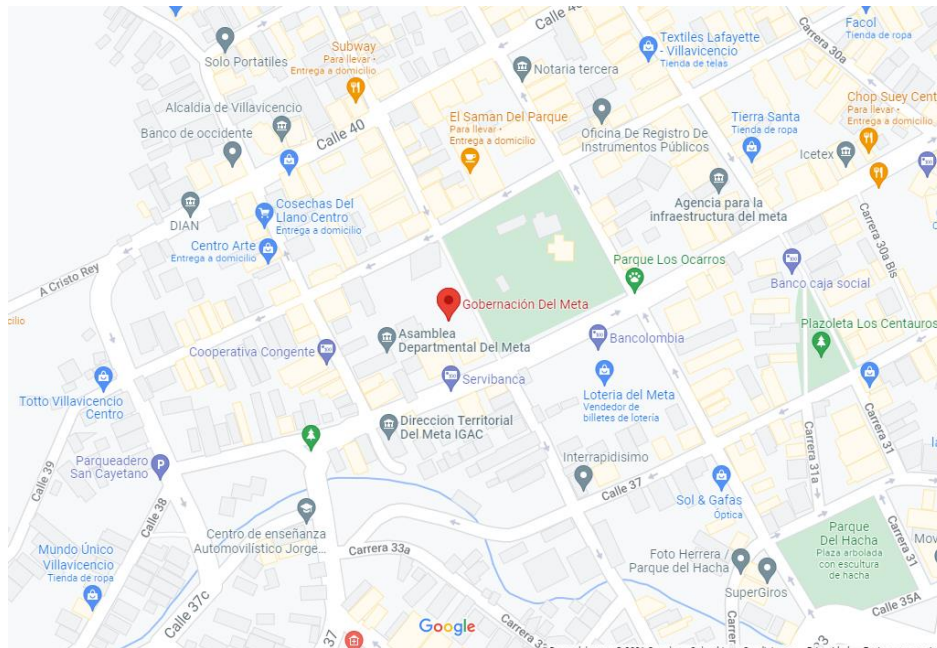 Calle 40
Facol
Tienda de ropa
Carrera 30a
Solo Portatiles
Subway
Para llevar •
Entrega a domicilio
Textiles Lafayette
- Villavicencio
Tienda de telas
Notaria tercera
Alcaldia de Villavicencio
Banco de occidente
Calle 40
El Saman Del Parque
Para llevar •
Entrega a domicilio
Oficina De Registro De
Instrumentos Públicos
Tierra Santa
Tienda de ropa
Chop Suey Cent
Para llevar •
Entrega a domicilio
Icetex
DIAN
Cosechas Del
Llano Centro
Entrega a domicilio
Agencia para la
infraestructura del meta
Centro Arte
Entrega a domicilio
A Cristo Rey
Carrera 30a Bis
Parque Los Ocarros
Banco caja social
Gobernación Del Meta
cilio
Asamblea
Departmental Del Meta
Bancolombia
Plazoleta Los Centauros
Cooperativa Congente
Servibanca
Totto Villavicencio
Centro
Loteria del Meta
Vendedor de
billetes de lotería
Direccion Territorial
Del Meta IGAC
Carrera 31a
Carrera 31
Parqueadero
San Cayetano
P
Interrapidisimo
Calle 39
Calle 38
Calle 37
Sol & Gafas
Óptica
Centro de enseñanza
Automovilístico Jorge...
Parque
Del Hacha
Plaza arbolada
con escultura
de hacha
Carrera 31
Mov
Mundo Único
Villavicencio
Tienda de ropa
Carrera 33a
Foto Herrera
Parque del Hacha
SuperGiros
Calle 37c
Calle 35A
Google
37